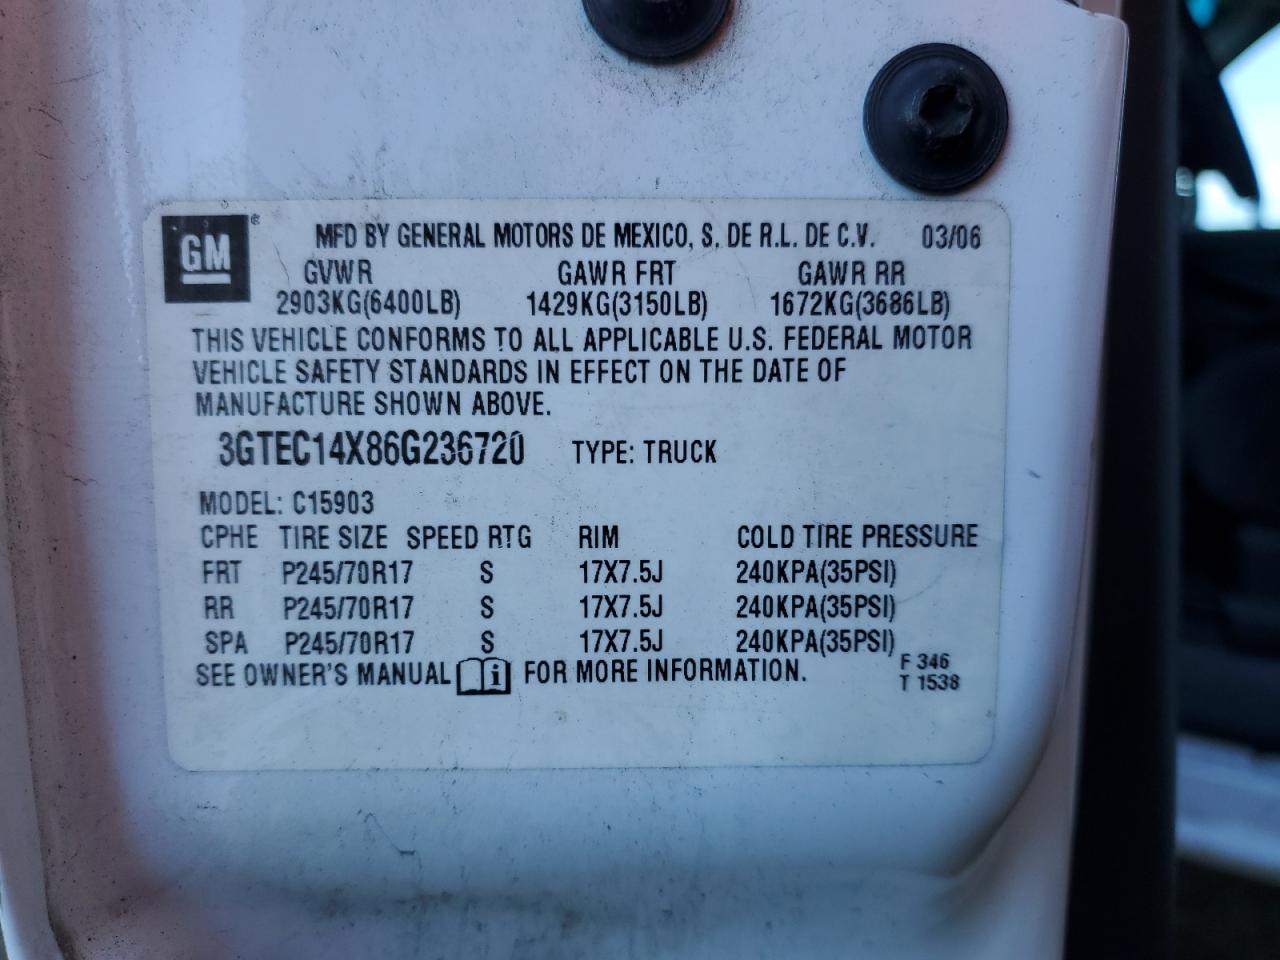 GM®
MFD BY GENERAL MOTORS DE MEXICO, S. DE R.L. DE C.V. 03/06
GVWR GAWR FRT GAWR RR
2903KG(6400LB) 1429KG(3150LB) 1672KG(3686LB)
THIS VEHICLE CONFORMS TO ALL APPLICABLE U.S. FEDERAL MOTOR
VEHICLE SAFETY STANDARDS IN EFFECT ON THE DATE OF
MANUFACTURE SHOWN ABOVE.
3GTEC14X86G236720 TYPE: TRUCK
MODEL: C15903
CPHE TIRE SIZE SPEED RTG RIM COLD TIRE PRESSURE
FRT P245/70R17 S 17X7.5J 240KPA(35PSI)
RR P245/70R17 S 17X7.5J 240KPA(35PSI)
SPA P245/70R17 S 17X7.5J 240KPA(35PSI)
SEE OWNER'S MANUAL i FOR MORE INFORMATION.
F 346
T 1538